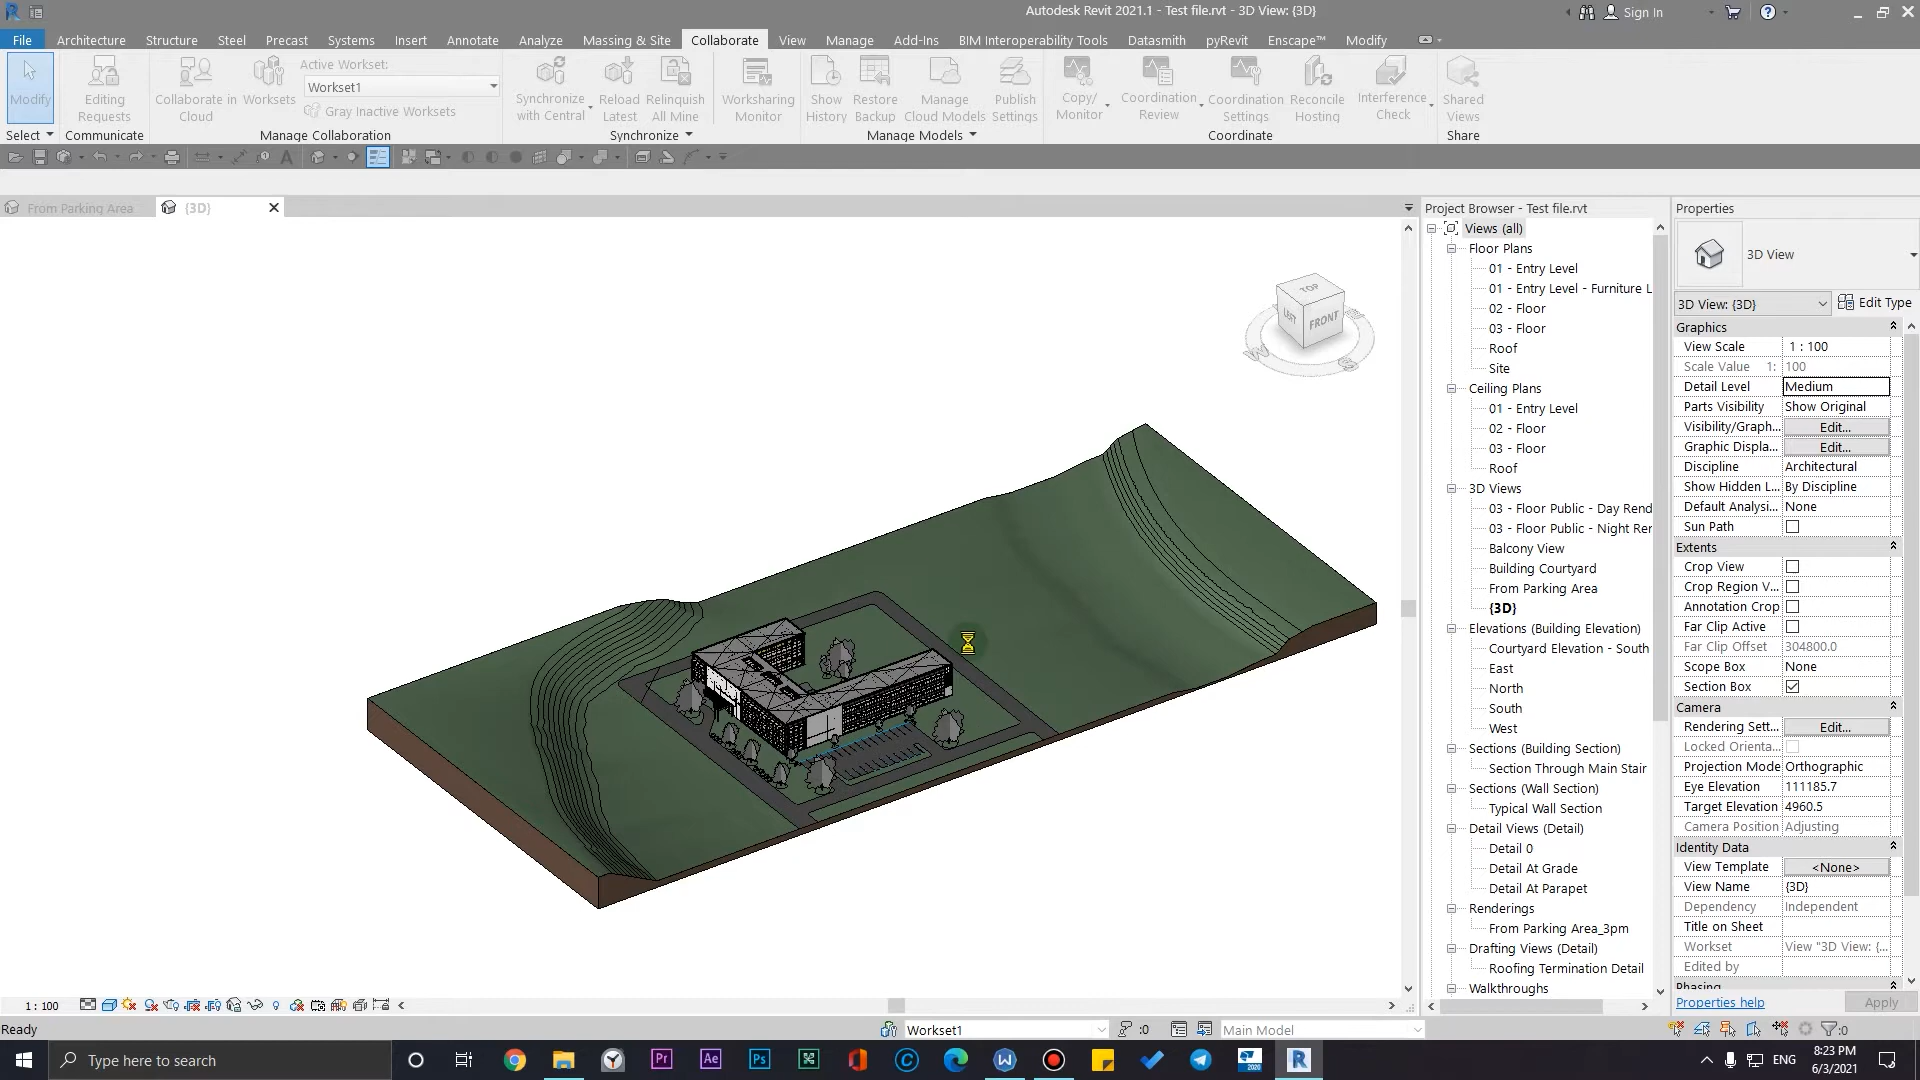 Autodesk Revit 2021.1 - Test file.rvt - 3D View: {3D}
Sign In
File Architecture Structure Steel Precast Systems Insert Annotate Analyze Massing & Site Collaborate View Manage Add-Ins BIM Interoperability Tools Datasmith pyRevit Enscape™ Modify
Modify
Select
Editing
Requests
Communicate
Collaborate in
Cloud
Worksets
Active Workset:
Workset1
Gray Inactive Worksets
Manage Collaboration
Synchronize
with Central
Reload
Latest
Relinquish
All Mine
Synchronize
Worksharing
Monitor
Show
History
Restore
Backup
Manage
Cloud Models
Publish
Settings
Manage Models
Copy/
Monitor
Coordination
Review
Coordination
Settings
Reconcile
Hosting
Interference
Check
Coordinate
Shared
Views
Share
From Parking Area
{3D}
TOP
LEFT
FRONT
W
S
Project Browser - Test file.rvt
Views (all)
Floor Plans
01 - Entry Level
01 - Entry Level - Furniture L
02 - Floor
03 - Floor
Roof
Site
Ceiling Plans
01 - Entry Level
02 - Floor
03 - Floor
Roof
3D Views
03 - Floor Public - Day Rend
03 - Floor Public - Night Rer
Balcony View
Building Courtyard
From Parking Area
{3D}
Elevations (Building Elevation)
Courtyard Elevation - South
East
North
South
West
Sections (Building Section)
Section Through Main Stair
Sections (Wall Section)
Typical Wall Section
Detail Views (Detail)
Detail 0
Detail At Grade
Detail At Parapet
Renderings
From Parking Area_3pm
Drafting Views (Detail)
Roofing Termination Detail
Walkthroughs
Properties
3D View
3D View: {3D}
Edit Type
Graphics
View Scale 1 : 100
Scale Value 1: 100
Detail Level Medium
Parts Visibility Show Original
Visibility/Graph... Edit...
Graphic Displa... Edit...
Discipline Architectural
Show Hidden L... By Discipline
Default Analysi... None
Sun Path
Extents
Crop View
Crop Region V...
Annotation Crop
Far Clip Active
Far Clip Offset 304800.0
Scope Box None
Section Box
Camera
Rendering Sett... Edit...
Locked Orienta...
Projection Mode Orthographic
Eye Elevation 111185.7
Target Elevation 4960.5
Camera Position Adjusting
Identity Data
View Template <None>
View Name {3D}
Dependency Independent
Title on Sheet
Workset View "3D View: {...
Edited by
Phasing
Properties help
Apply
1 : 100
Ready
Workset1
:0
Main Model
:0
Type here to search
Pr
Ae
Ps
2020
R
ENG
8:23 PM
6/3/2021